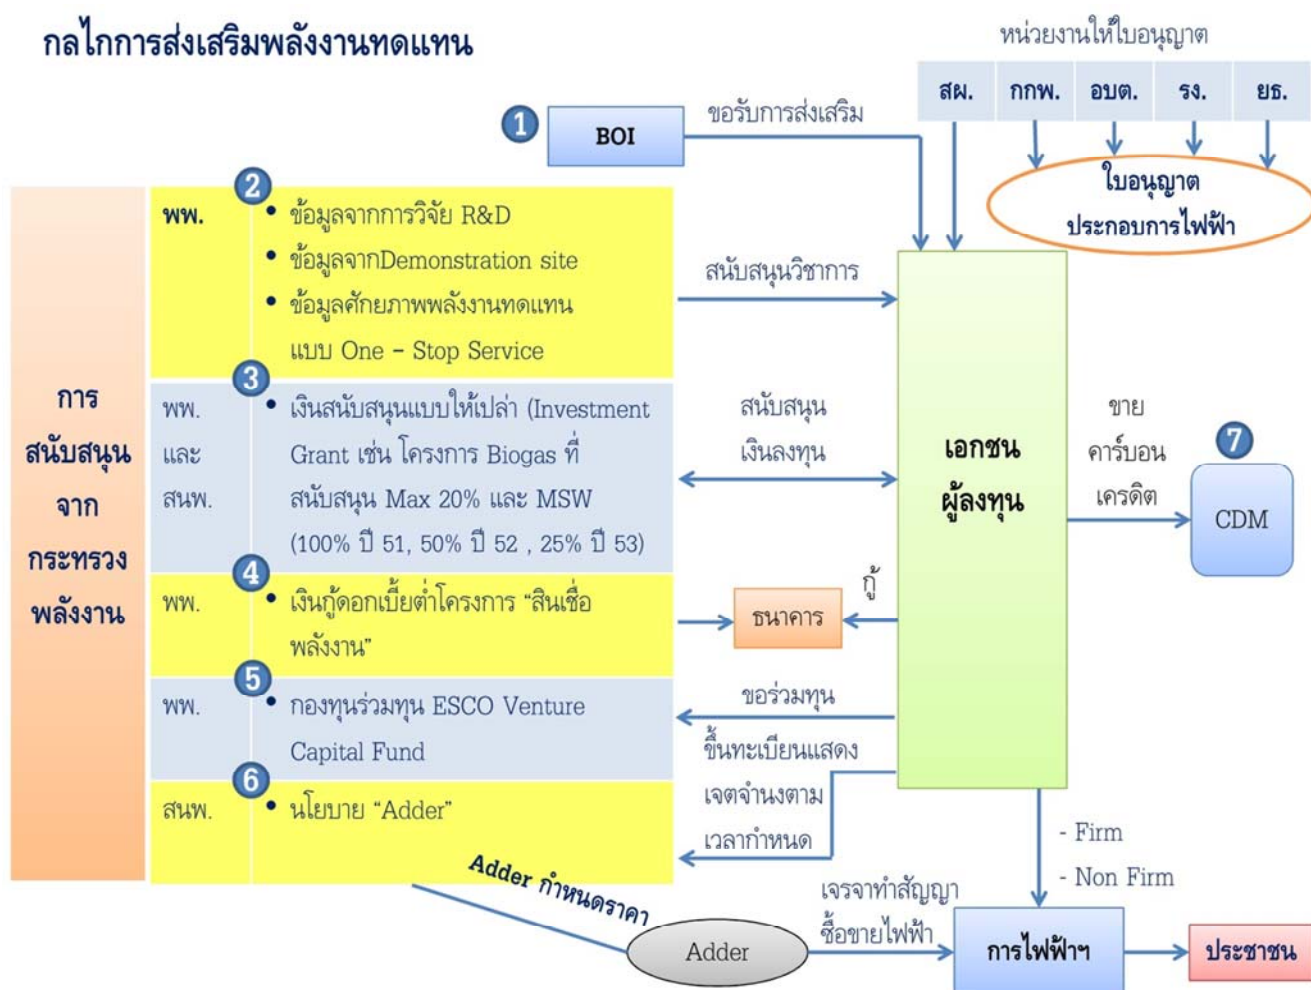 กลไกการส่งเสริมพลังงานทดแทน
หน่วยงานให้ใบอนุญาต
สผ. กกพ. อบต. รง. ยธ.
1
BOI
ขอรับการส่งเสริม
ใบอนุญาต
ประกอบการไฟฟ้า
การ
สนับสนุน
จาก
กระทรวง
พลังงาน
2
พพ.
• ข้อมูลจากการวิจัย R&D
• ข้อมูลจากDemonstration site
• ข้อมูลศักยภาพพลังงานทดแทน
แบบ One – Stop Service
สนับสนุนวิชาการ
3
พพ.
และ
สนพ.
• เงินสนับสนุนแบบให้เปล่า (Investment
Grant เช่น โครงการ Biogas ที่
สนับสนุน Max 20% และ MSW
(100% ปี 51, 50% ปี 52 , 25% ปี 53)
สนับสนุน
เงินลงทุน
เอกชน
ผู้ลงทุน
ขาย
คาร์บอน
เครดิต
7
CDM
4
พพ.
• เงินกู้ดอกเบี้ยต่ำโครงการ “สินเชื่อ
พลังงาน”
ธนาคาร
กู้
5
พพ.
• กองทุนร่วมทุน ESCO Venture
Capital Fund
ขอร่วมทุน
6
สนพ.
• นโยบาย “Adder”
ขึ้นทะเบียนแสดง
เจตจำนงตาม
เวลากำหนด
- Firm
- Non Firm
Adder กำหนดราคา
Adder
เจรจาทำสัญญา
ซื้อขายไฟฟ้า
การไฟฟ้าฯ
ประชาชน